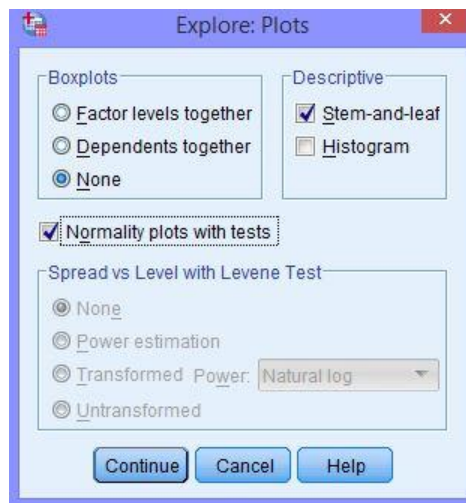 Explore: Plots
Boxplots
Factor levels together
Dependents together
None
Descriptive
Stem-and-leaf
Histogram
Normality plots with tests
Spread vs Level with Levene Test
None
Power estimation
Transformed Power: Natural log
Untransformed
Continue Cancel Help